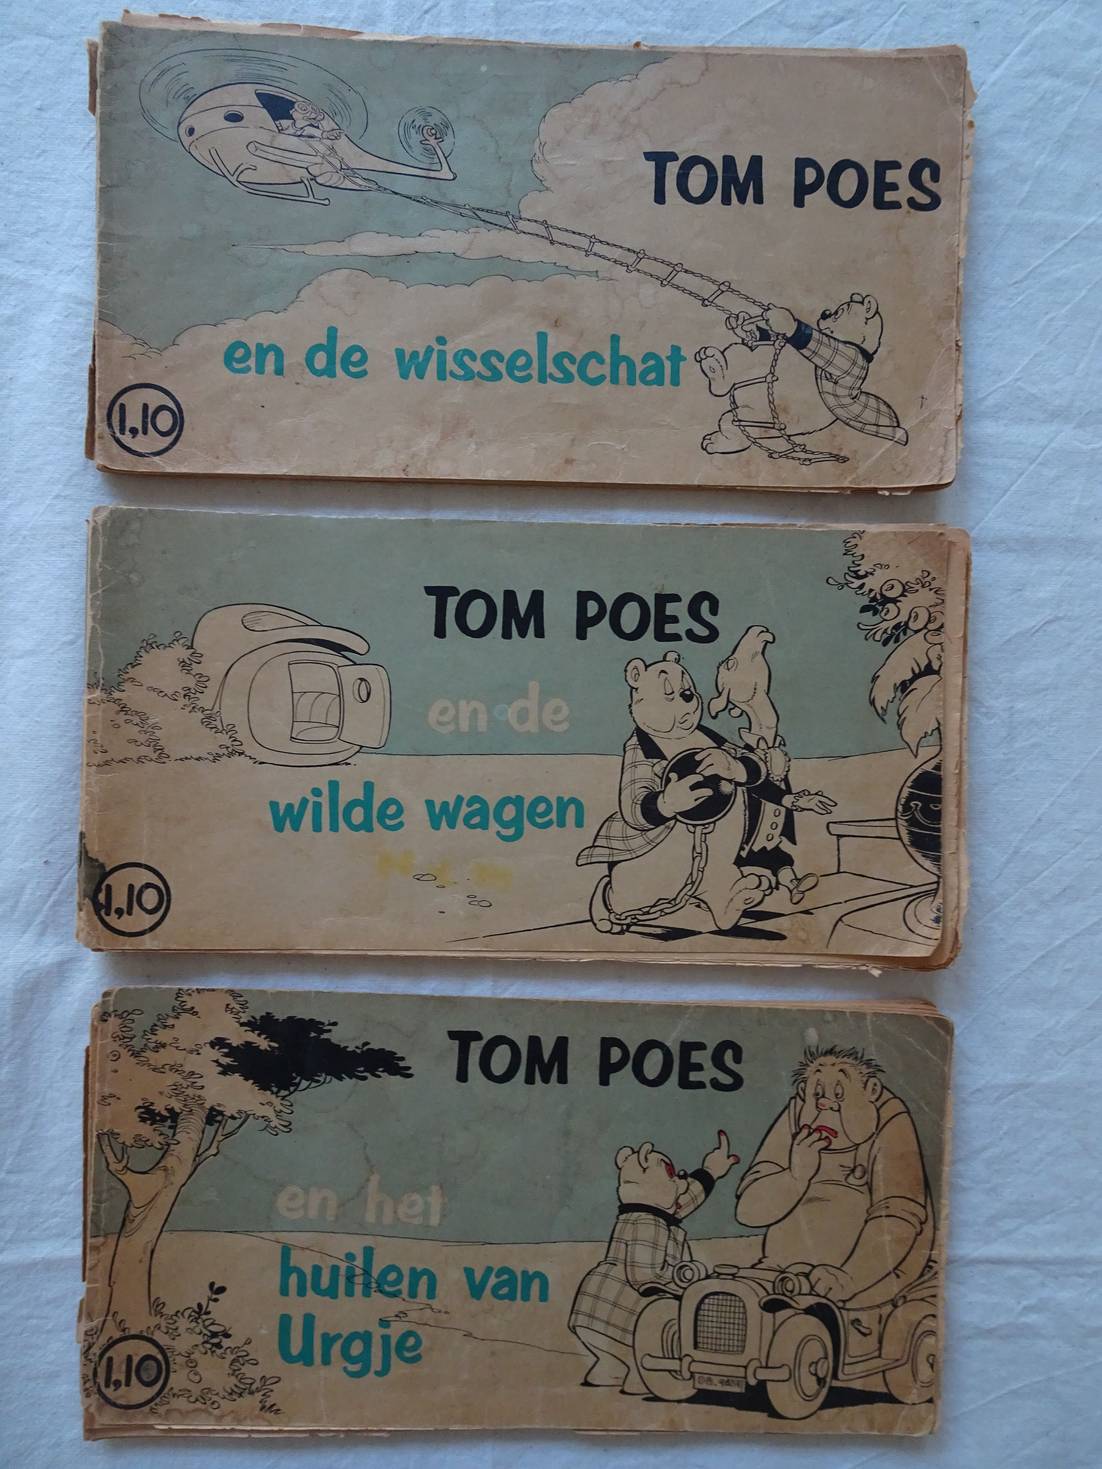 TOM POES
en de wisselschat
1,10
TOM POES
en de
wilde wagen
1,10
TOM POES
en het
huilen van
Urgje
1,10